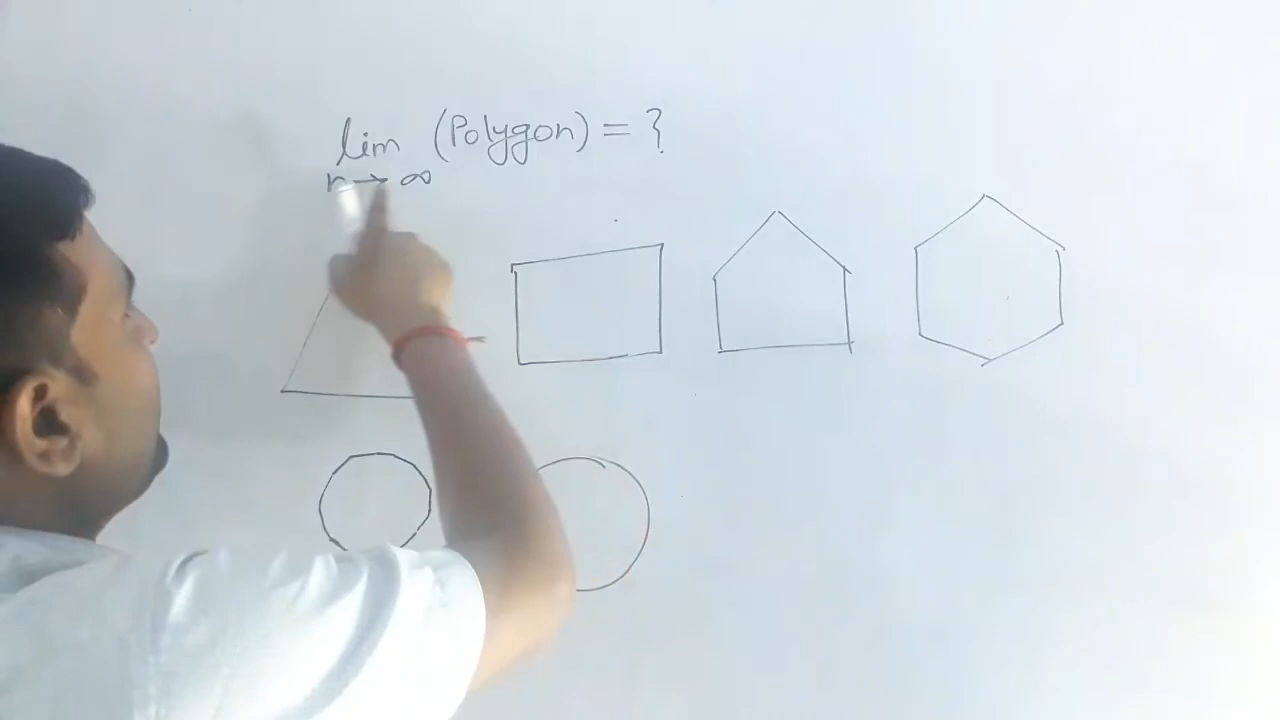 lim (Polygon) = ?
n → ∞